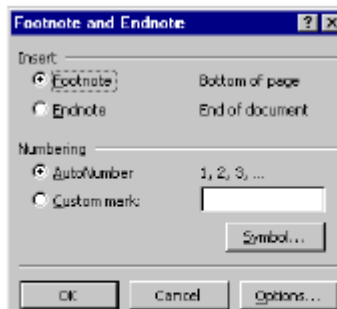 Footnote and Endnote
Insert
Footnote Bottom of page
Endnote End of document
Numbering
AutoNumber 1, 2, 3, ...
Custom mark:
Symbol...
OK Cancel Options...